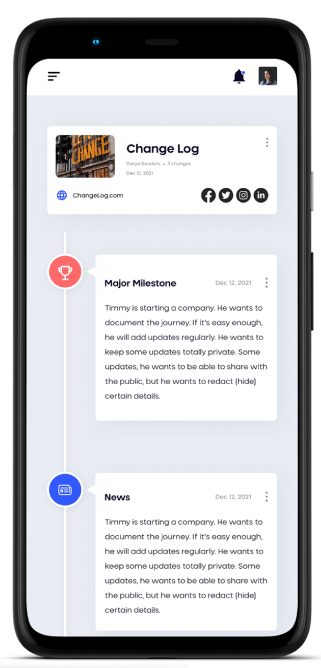 LET'S
CHANGE
Change Log
Darya Sanders • 3 changes
Dec 12, 2021
ChangeLog.com
Major Milestone Dec 12, 2021
Timmy is starting a company. He wants to
document the journey. If it's easy enough,
he will add updates regularly. He wants to
keep some updates totally private. Some
updates, he wants to be able to share with
the public, but he wants to redact (hide)
certain details.
News Dec 12, 2021
Timmy is starting a company. He wants to
document the journey. If it's easy enough,
he will add updates regularly. He wants to
keep some updates totally private. Some
updates, he wants to be able to share with
the public, but he wants to redact (hide)
certain details.